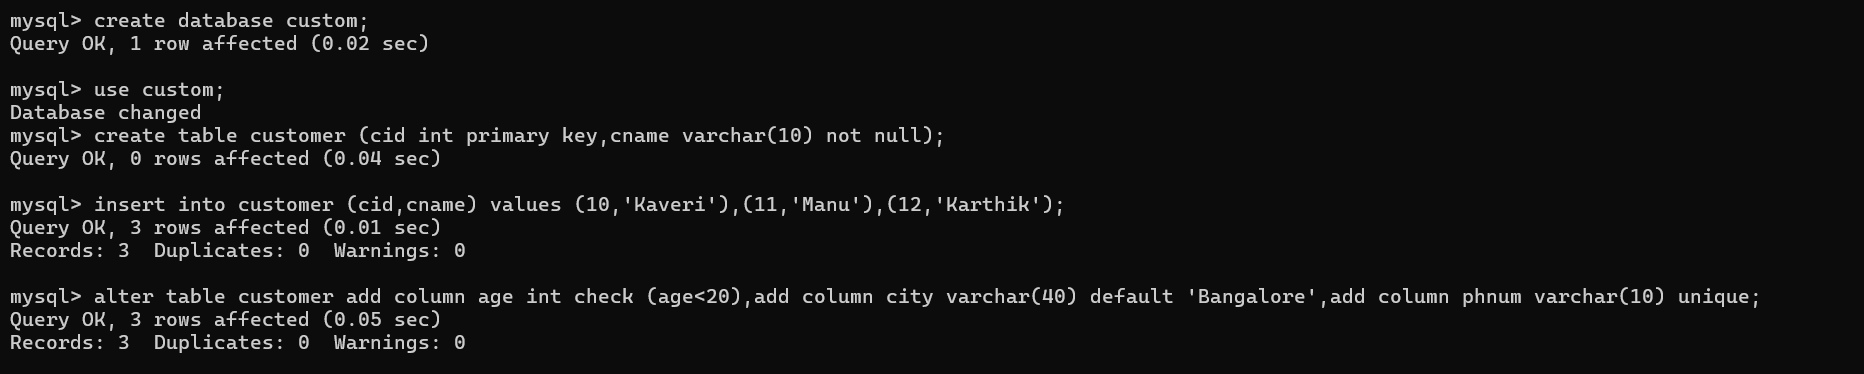 mysql> create database custom;
Query OK, 1 row affected (0.02 sec)
mysql> use custom;
Database changed
mysql> create table customer (cid int primary key,cname varchar(10) not null);
Query OK, 0 rows affected (0.04 sec)
mysql> insert into customer (cid,cname) values (10,'Kaveri'),(11,'Manu'),(12,'Karthik');
Query OK, 3 rows affected (0.01 sec)
Records: 3  Duplicates: 0  Warnings: 0
mysql> alter table customer add column age int check (age<20),add column city varchar(40) default 'Bangalore',add column phnum varchar(10) unique;
Query OK, 3 rows affected (0.05 sec)
Records: 3  Duplicates: 0  Warnings: 0